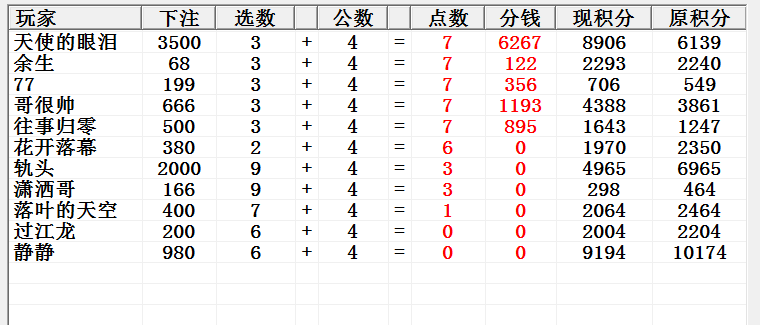 玩家 下注 选数 公数 点数 分钱 现积分 原积分
天使的眼泪 3500 3 + 4 = 7 6267 8906 6139
余生 68 3 + 4 = 7 122 2293 2240
77 199 3 + 4 = 7 356 706 549
哥很帅 666 3 + 4 = 7 1193 4388 3861
往事归零 500 3 + 4 = 7 895 1643 1247
花开落幕 380 2 + 4 = 6 0 1970 2350
轨头 2000 9 + 4 = 3 0 4965 6965
潇洒哥 166 9 + 4 = 3 0 298 464
落叶的天空 400 7 + 4 = 1 0 2064 2464
过江龙 200 6 + 4 = 0 0 2004 2204
静静 980 6 + 4 = 0 0 9194 10174